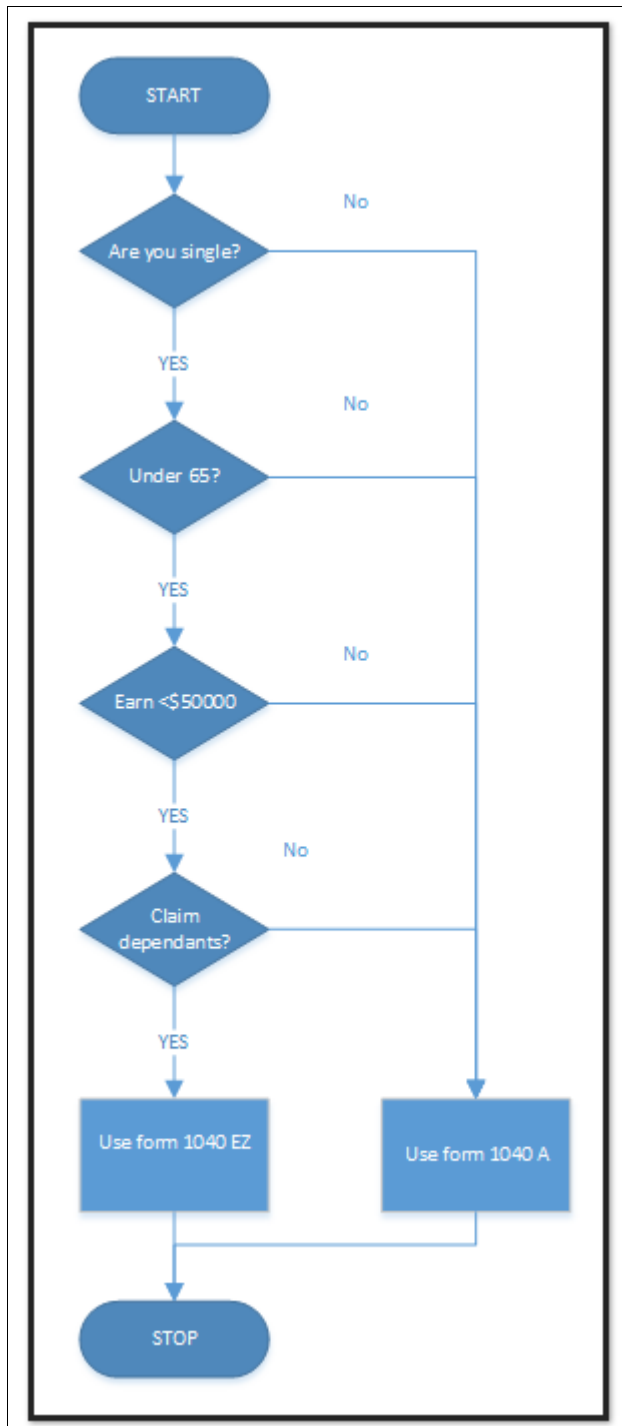 START
No
Are you single?
YES
No
Under 65?
YES
No
Earn <$50000
YES
No
Claim
dependants?
YES
Use form 1040 EZ
Use form 1040 A
STOP